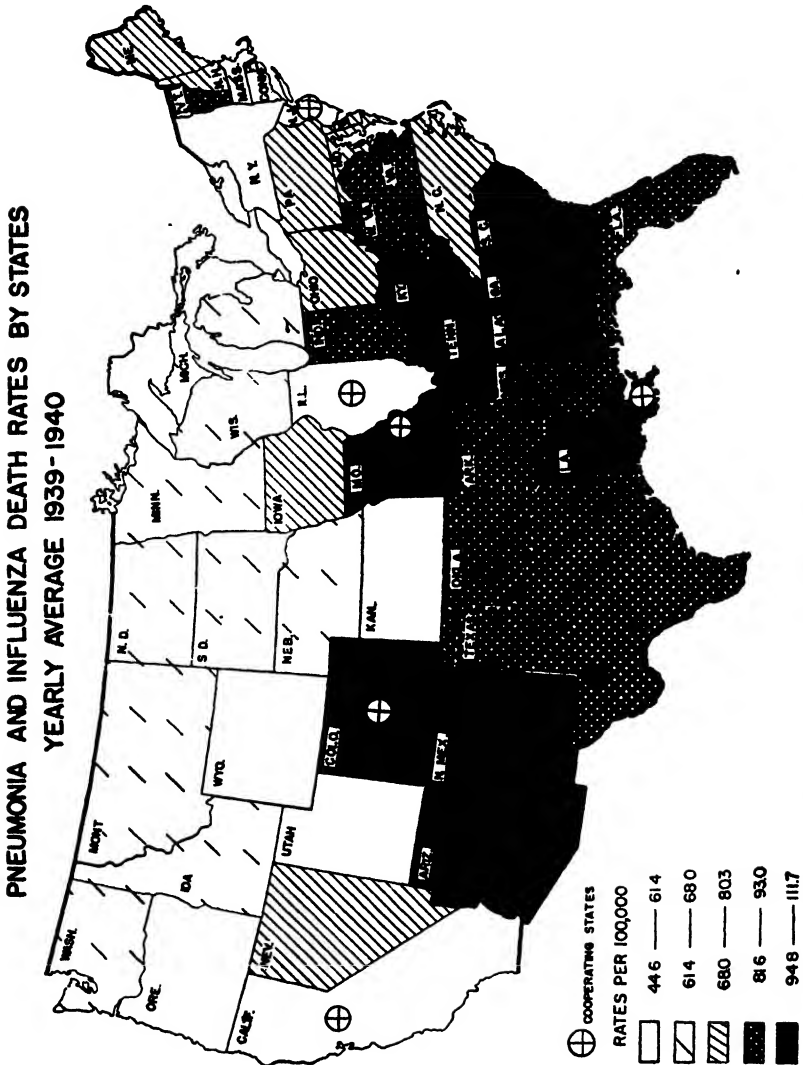 PNEUMONIA AND INFLUENZA DEATH RATES BY STATES
YEARLY AVERAGE 1939-1940
WASH.
ORE.
CALIF.
NEV.
IDA
MONT
WYO.
UTAH
ARIZ.
COLO.
N. MEX.
N. D.
S D.
NEB.
KAN.
OKLA
TEXAS
MINN.
IOWA
MO.
ARK.
LA
WIS.
ILL.
MICH.
IND.
OHIO
KY.
TENN
ALA.
GA
FLA
S. C.
N. C.
VA.
W. VA.
PA
N. Y.
N. J.
CONN.
MASS.
N. H.
ME.
COOPERATING STATES
RATES PER 100,000
44 6 — 61 4
61 4 — 68 0
68 0 — 80 3
81 6 — 93.0
94 8 — 111.7